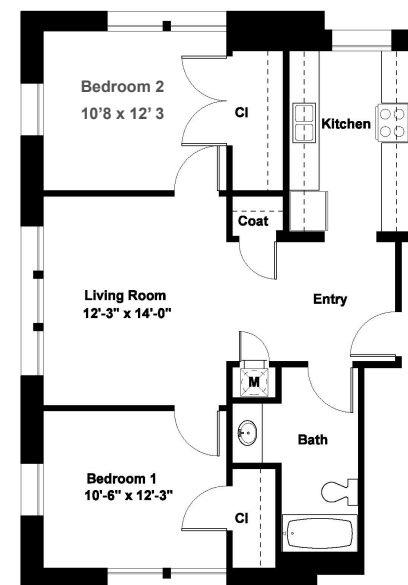 Bedroom 2
10’8 x 12’ 3
Cl
Kitchen
Coat
Living Room
12'-3" x 14'-0"
Entry
M
Bath
Bedroom 1
10'-6" x 12'-3"
Cl